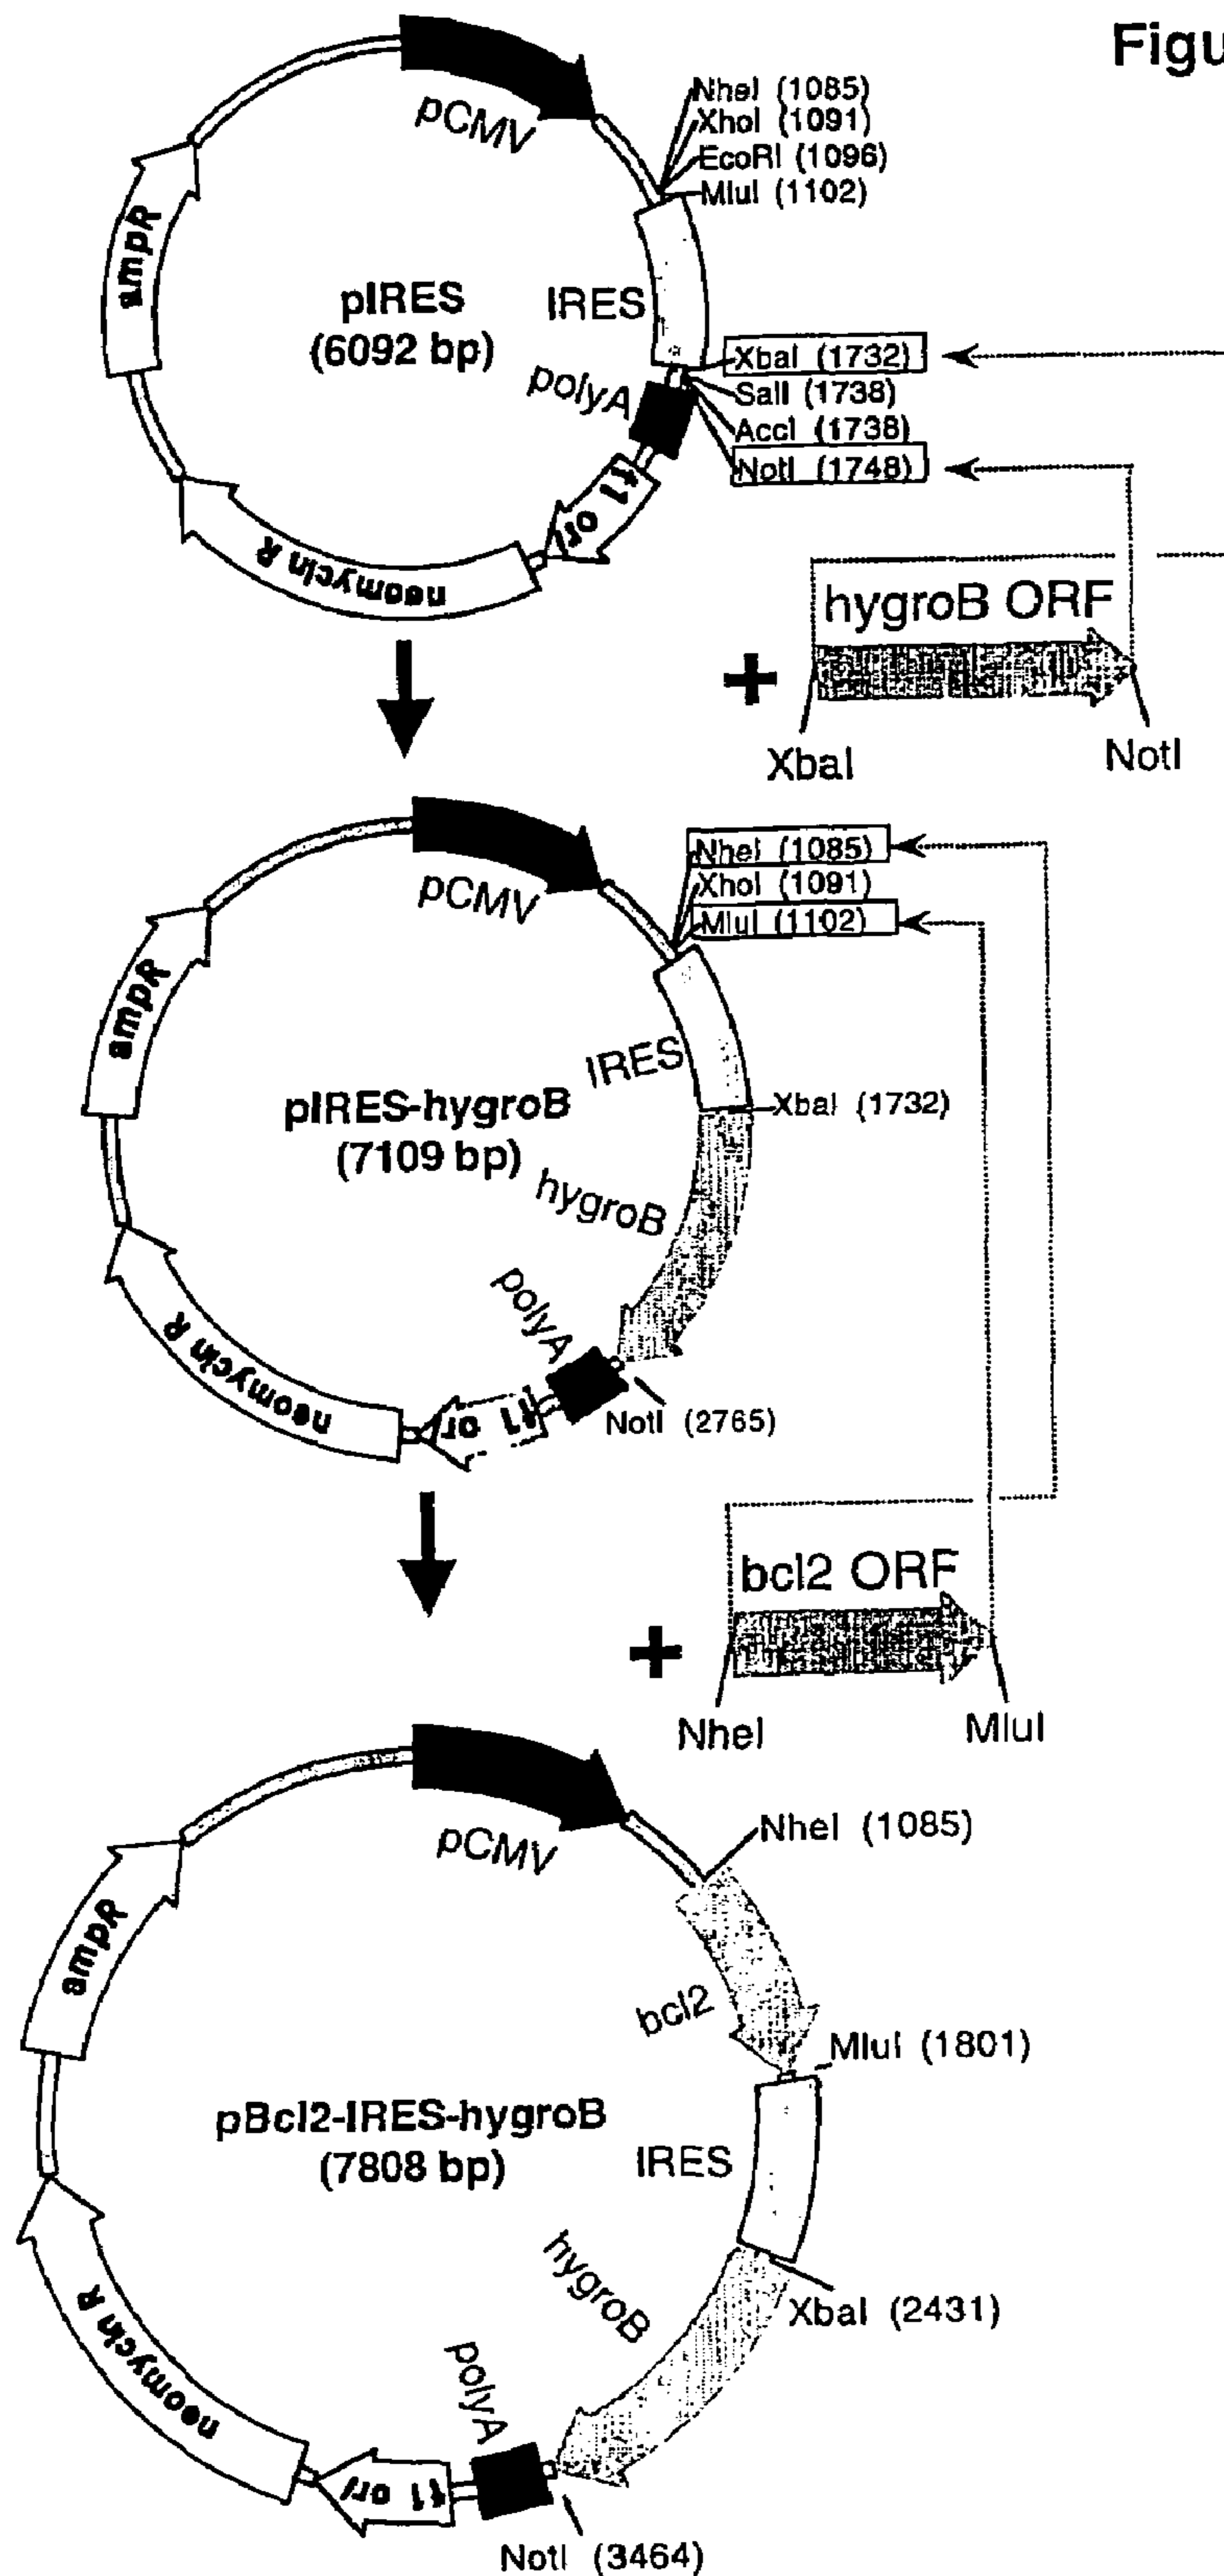 Figu
pCMV
NheI (1085)
XhoI (1091)
EcoRI (1096)
MluI (1102)
ampR
pIRES
(6092 bp)
IRES
XbaI (1732)
SalI (1738)
AccI (1738)
NotI (1748)
polyA
f1 ori
neomycin R
hygroB ORF
+
XbaI
NotI
pCMV
NheI (1085)
XhoI (1091)
MluI (1102)
ampR
IRES
pIRES-hygroB
(7109 bp)
XbaI (1732)
hygroB
polyA
NotI (2765)
f1 ori
neomycin R
bcl2 ORF
+
NheI
MluI
pCMV
NheI (1085)
ampR
bcl2
MluI (1801)
pBcl2-IRES-hygroB
(7808 bp)
IRES
hygroB
XbaI (2431)
polyA
neomycin R
f1 ori
NotI (3464)